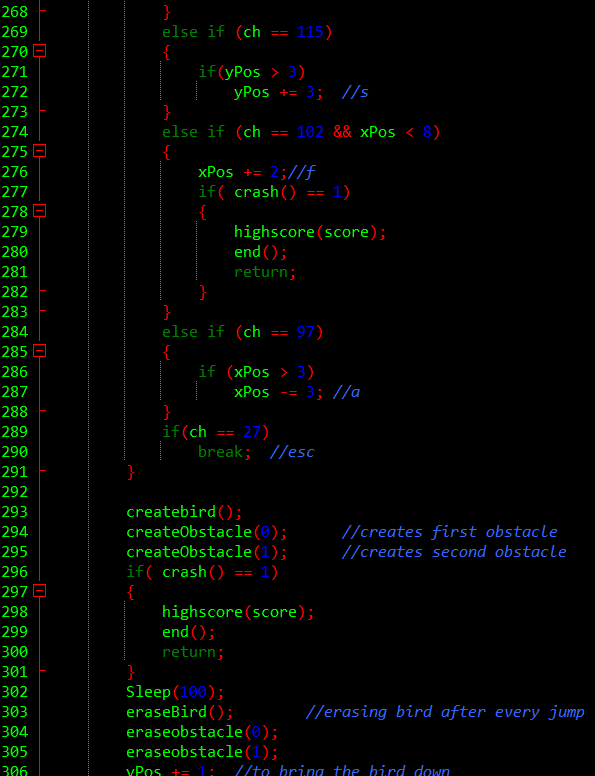 268 }
269 else if (ch == 115)
270 {
271 if(yPos > 3)
272 yPos += 3; //s
273 }
274 else if (ch == 102 && xPos < 8)
275 {
276 xPos += 2;//f
277 if( crash() == 1)
278 {
279 highscore(score);
280 end();
281 return;
282 }
283 }
284 else if (ch == 97)
285 {
286 if (xPos > 3)
287 xPos -= 3; //a
288 }
289 if(ch == 27)
290 break; //esc
291 }
292
293 createbird();
294 createObstacle(0); //creates first obstacle
295 createObstacle(1); //creates second obstacle
296 if( crash() == 1)
297 {
298 highscore(score);
299 end();
300 return;
301 }
302 Sleep(100);
303 eraseBird(); //erasing bird after every jump
304 eraseobstacle(0);
305 eraseobstacle(1);
306 yPos += 1; //to bring the bird down